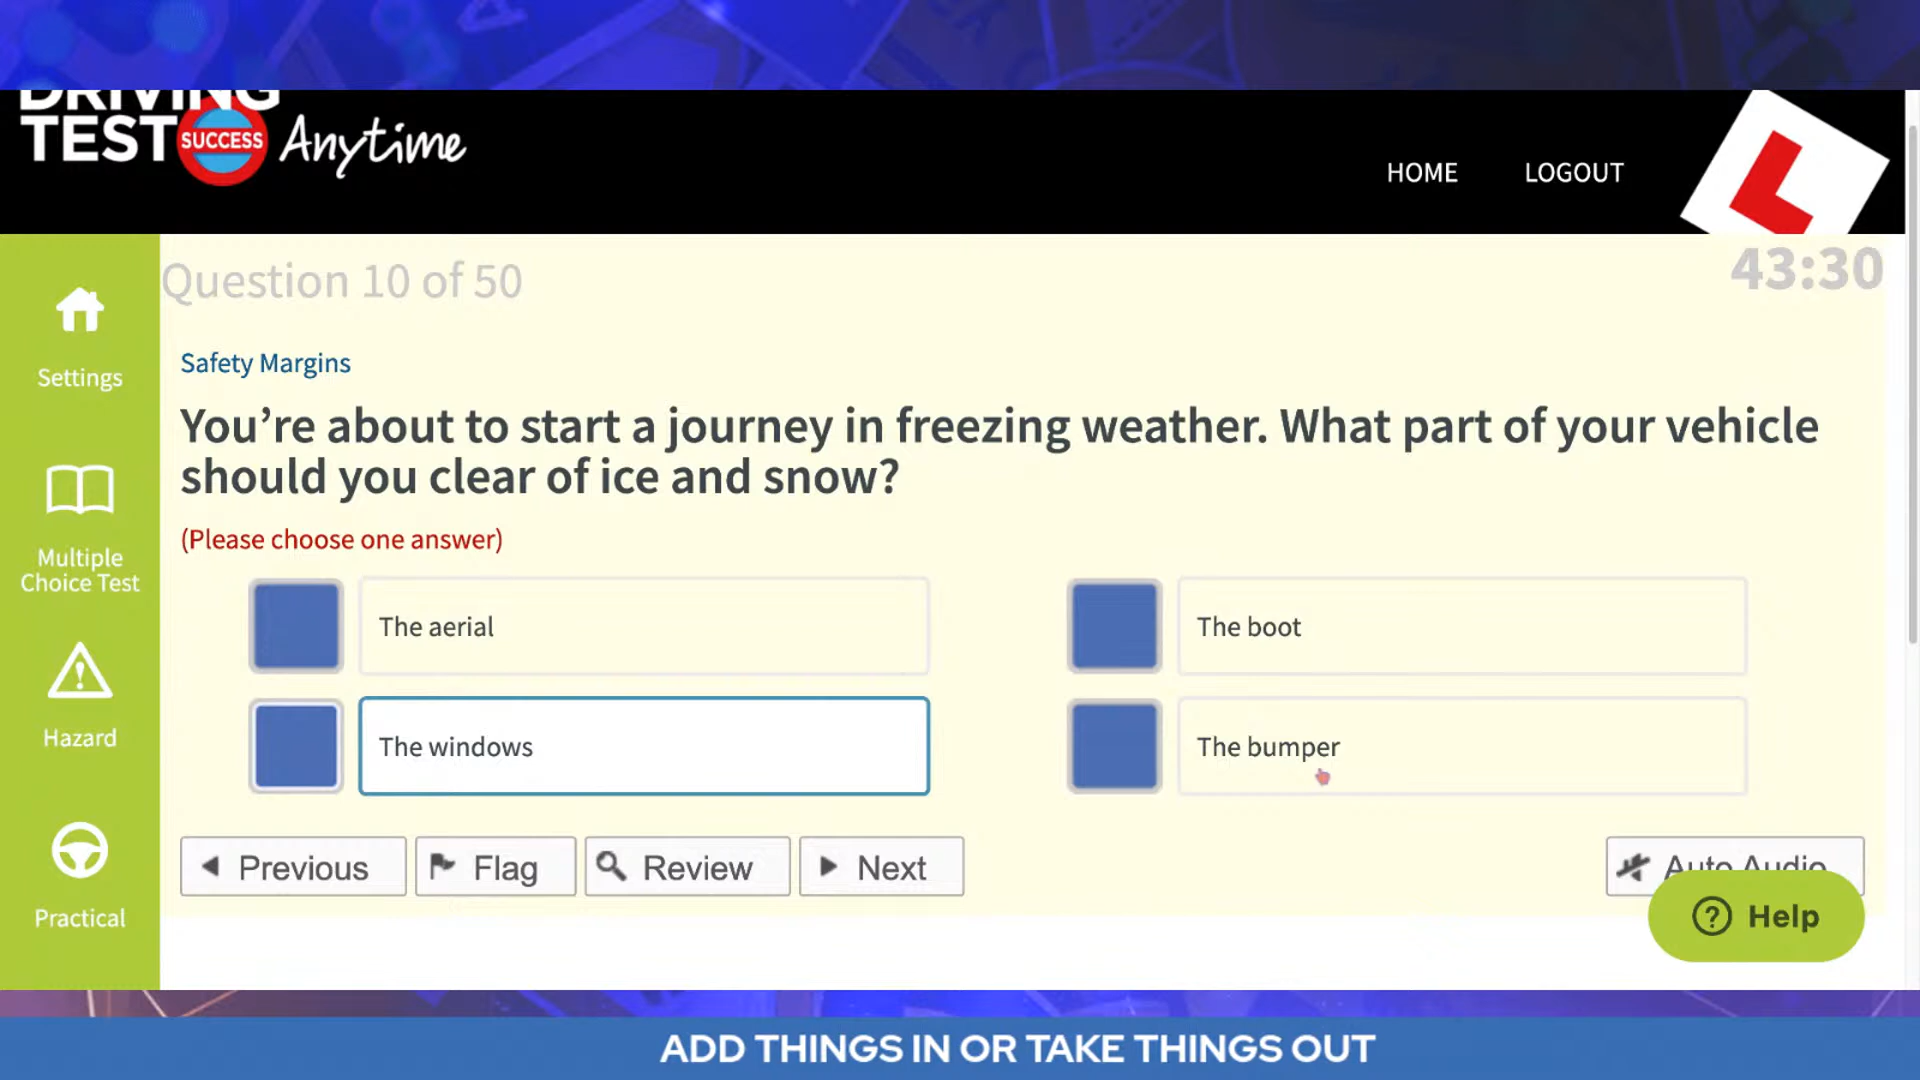 DRIVING
TEST SUCCESS Anytime
HOME
LOGOUT
Question 10 of 50
43:30
Settings
Multiple
Choice Test
Hazard
Practical
Safety Margins
You’re about to start a journey in freezing weather. What part of your vehicle
should you clear of ice and snow?
(Please choose one answer)
The aerial
The boot
The windows
The bumper
Previous
Flag
Review
Next
Auto Audio
Help
ADD THINGS IN OR TAKE THINGS OUT